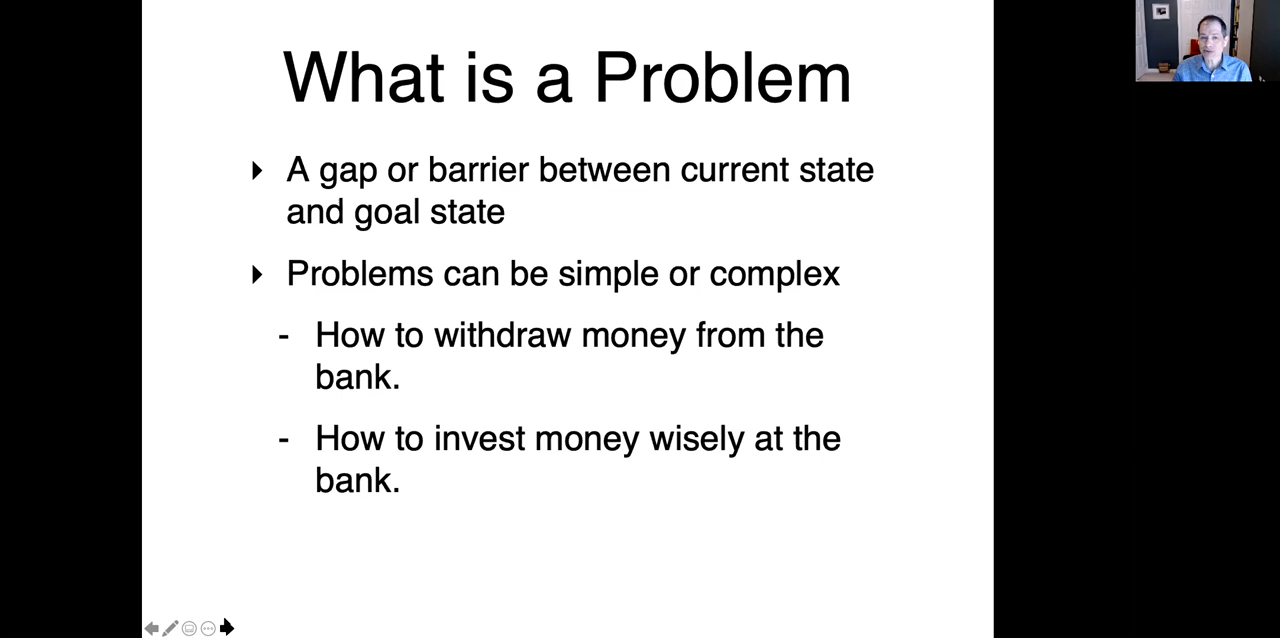 What is a Problem
A gap or barrier between current state
and goal state
Problems can be simple or complex
- How to withdraw money from the
bank.
- How to invest money wisely at the
bank.